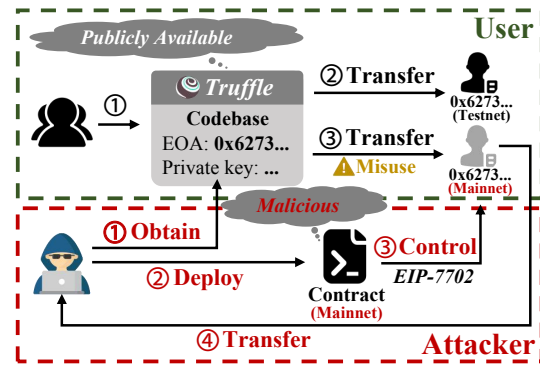 Publicly Available
User
①
Truffle
Codebase
EOA: 0x6273...
Private key: ...
② Transfer
0x6273...
(Testnet)
③ Transfer
Misuse
0x6273...
(Mainnet)
Malicious
① Obtain
② Deploy
Contract
(Mainnet)
③ Control
EIP-7702
④ Transfer
Attacker